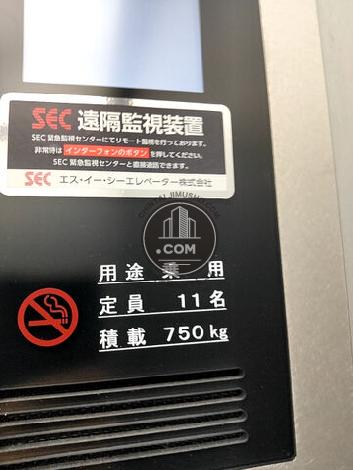 SEC 遠隔監視装置
SEC 緊急監視センターにてリモート監視を行っております。
非常時は インターフォンのボタン を押してください。
SEC 緊急監視センターと直接通話できます。
SEC エス・イー・シーエレベーター株式会社
.COM
用途 乗 用
定員 11名
積載 750kg